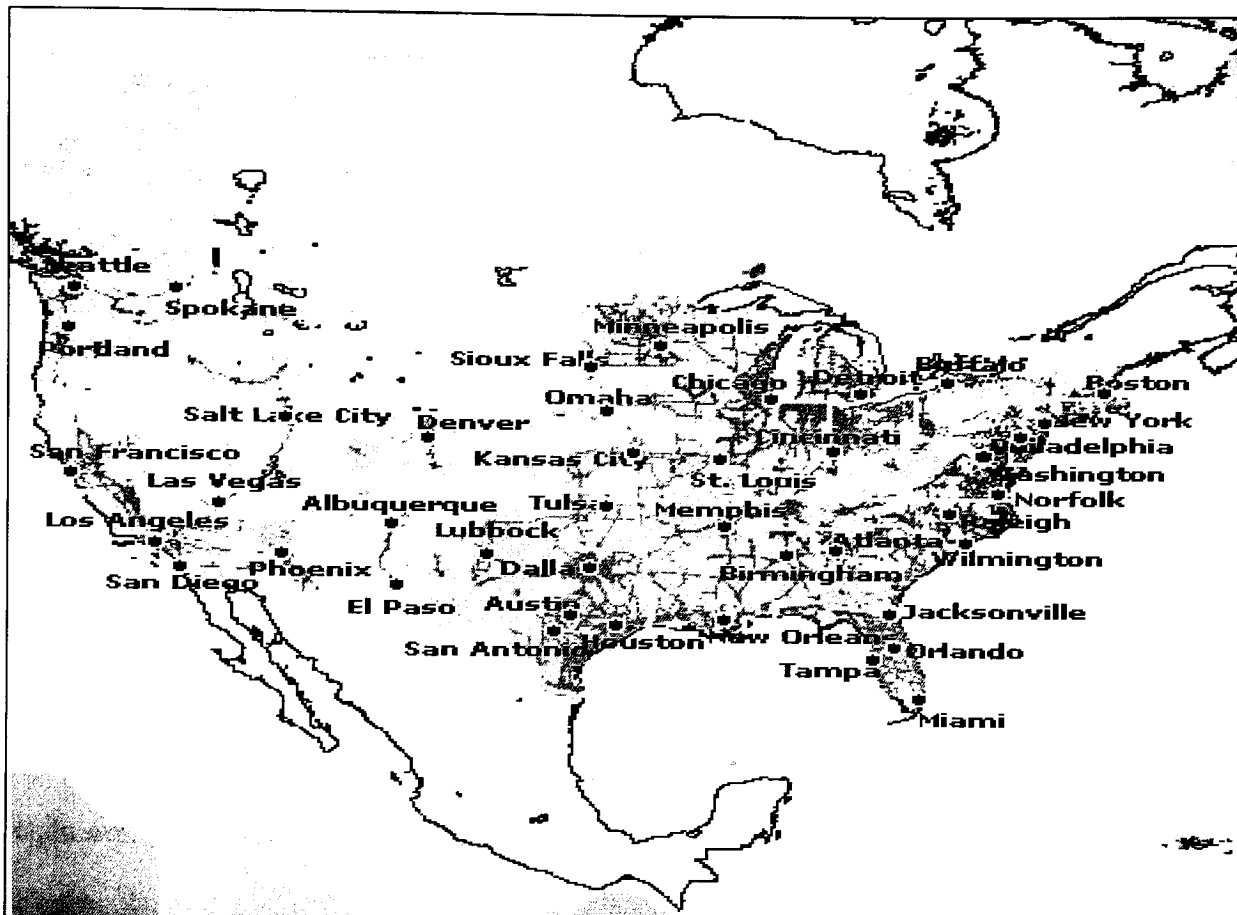 Seattle
Spokane
Portland
Minneapolis
Sioux Falls
Chicago
Detroit
Buffalo
Boston
Omaha
Salt Lake City
Denver
New York
Cincinnati
Philadelphia
San Francisco
Kansas City
St. Louis
Washington
Las Vegas
Norfolk
Albuquerque
Tulsa
Memphis
Raleigh
Los Angeles
Lubbock
Atlanta
Wilmington
Phoenix
Dalla
Birmingham
San Diego
El Paso
Austin
Jacksonville
San Antonio
Houston
New Orlean
Orlando
Tampa
Miami